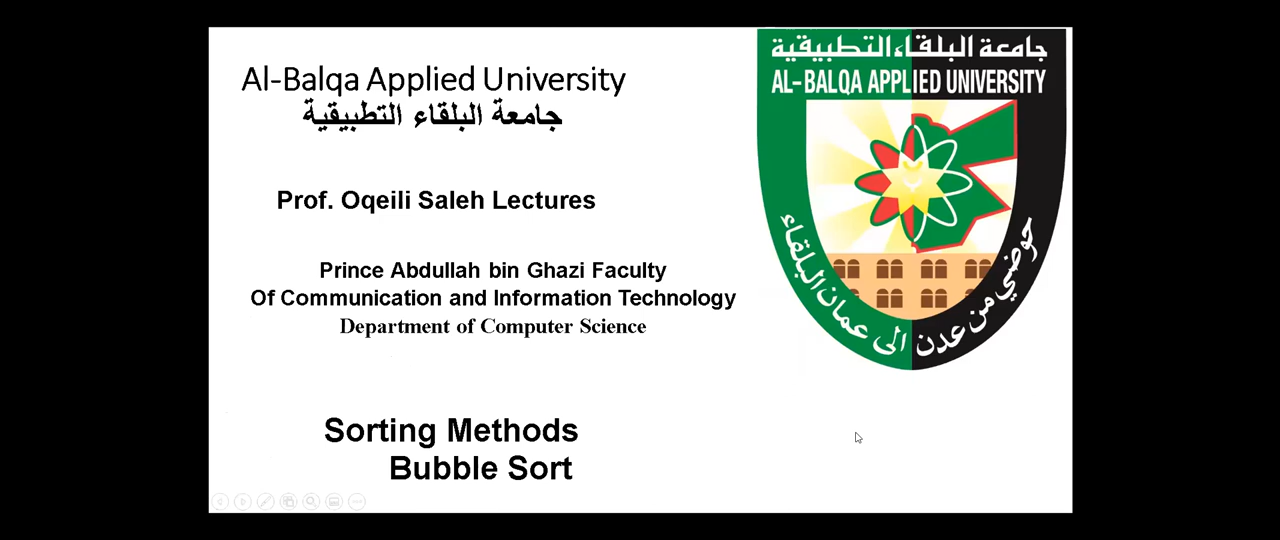 Al-Balqa Applied University
جامعة البلقاء التطبيقية
Prof. Oqeili Saleh Lectures
Prince Abdullah bin Ghazi Faculty
Of Communication and Information Technology
Department of Computer Science
Sorting Methods
Bubble Sort
جامعة البلقاء التطبيقية
AL-BALQA APPLIED UNIVERSITY
حوضي من عدن الى عمان البلقاء